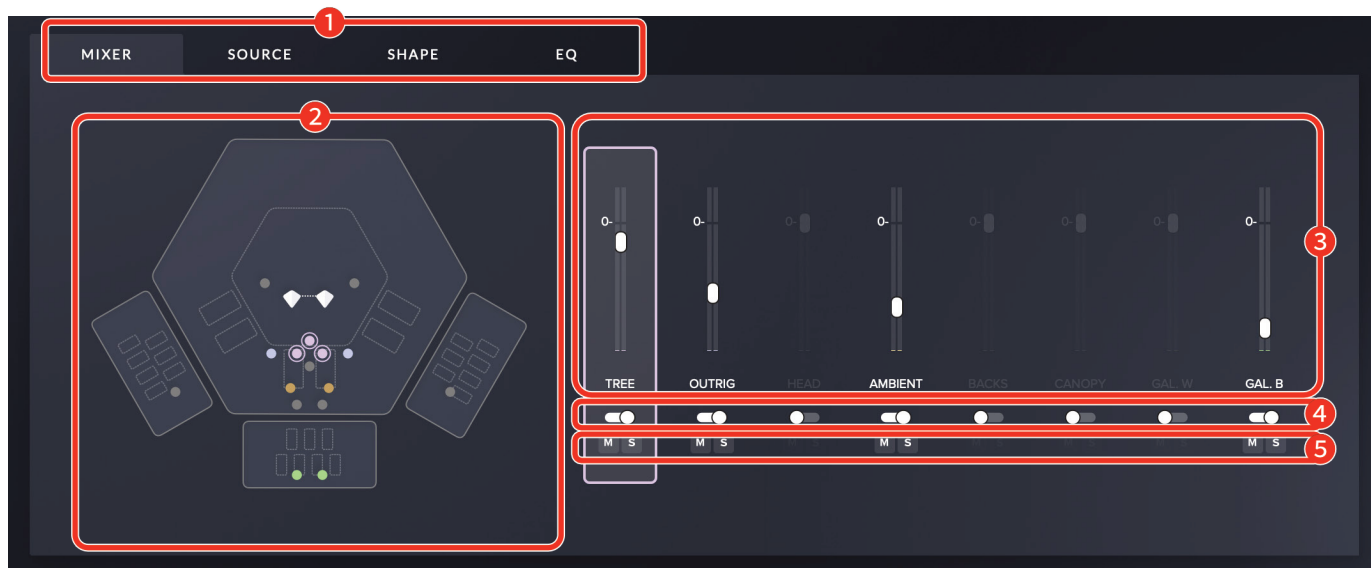 1
MIXER SOURCE SHAPE EQ
2
3
0- 0- 0- 0- 0- 0- 0- 0-
TREE OUTRIG HEAD AMBIENT BACKS CANOPY GAL. W GAL. B
4
M S M S M S M S
5